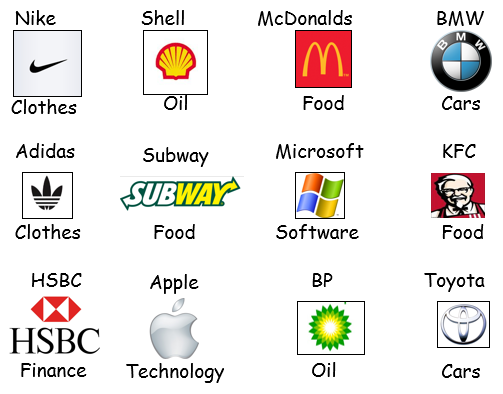 Nike Shell McDonalds BMW
B M W
Clothes Oil Food Cars
Adidas Subway Microsoft KFC
SUBWAY
Clothes Food Software Food
HSBC Apple BP Toyota
HSBC
Finance Technology Oil Cars